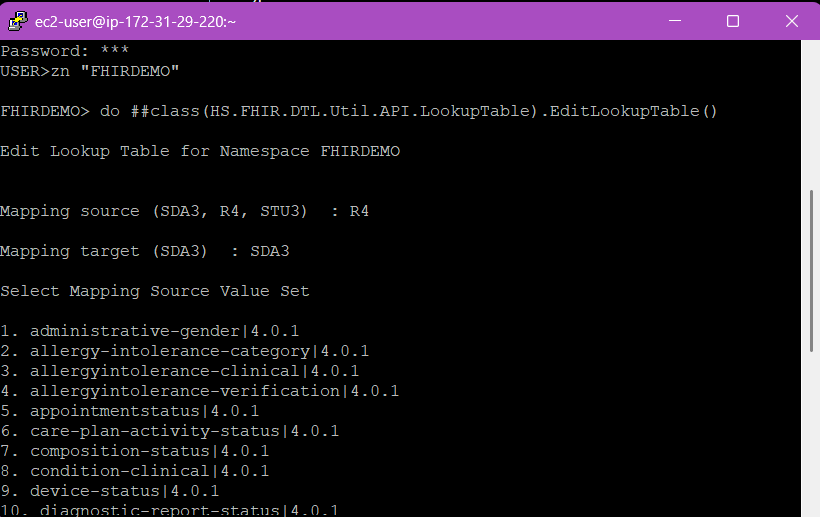 ec2-user@ip-172-31-29-220:~
Password: ***
USER>zn "FHIRDEMO"
FHIRDEMO> do ##class(HS.FHIR.DTL.Util.API.LookupTable).EditLookupTable()
Edit Lookup Table for Namespace FHIRDEMO
Mapping source (SDA3, R4, STU3)  : R4
Mapping target (SDA3)  : SDA3
Select Mapping Source Value Set
1. administrative-gender|4.0.1
2. allergy-intolerance-category|4.0.1
3. allergyintolerance-clinical|4.0.1
4. allergyintolerance-verification|4.0.1
5. appointmentstatus|4.0.1
6. care-plan-activity-status|4.0.1
7. composition-status|4.0.1
8. condition-clinical|4.0.1
9. device-status|4.0.1
10. diagnostic-report-status|4.0.1